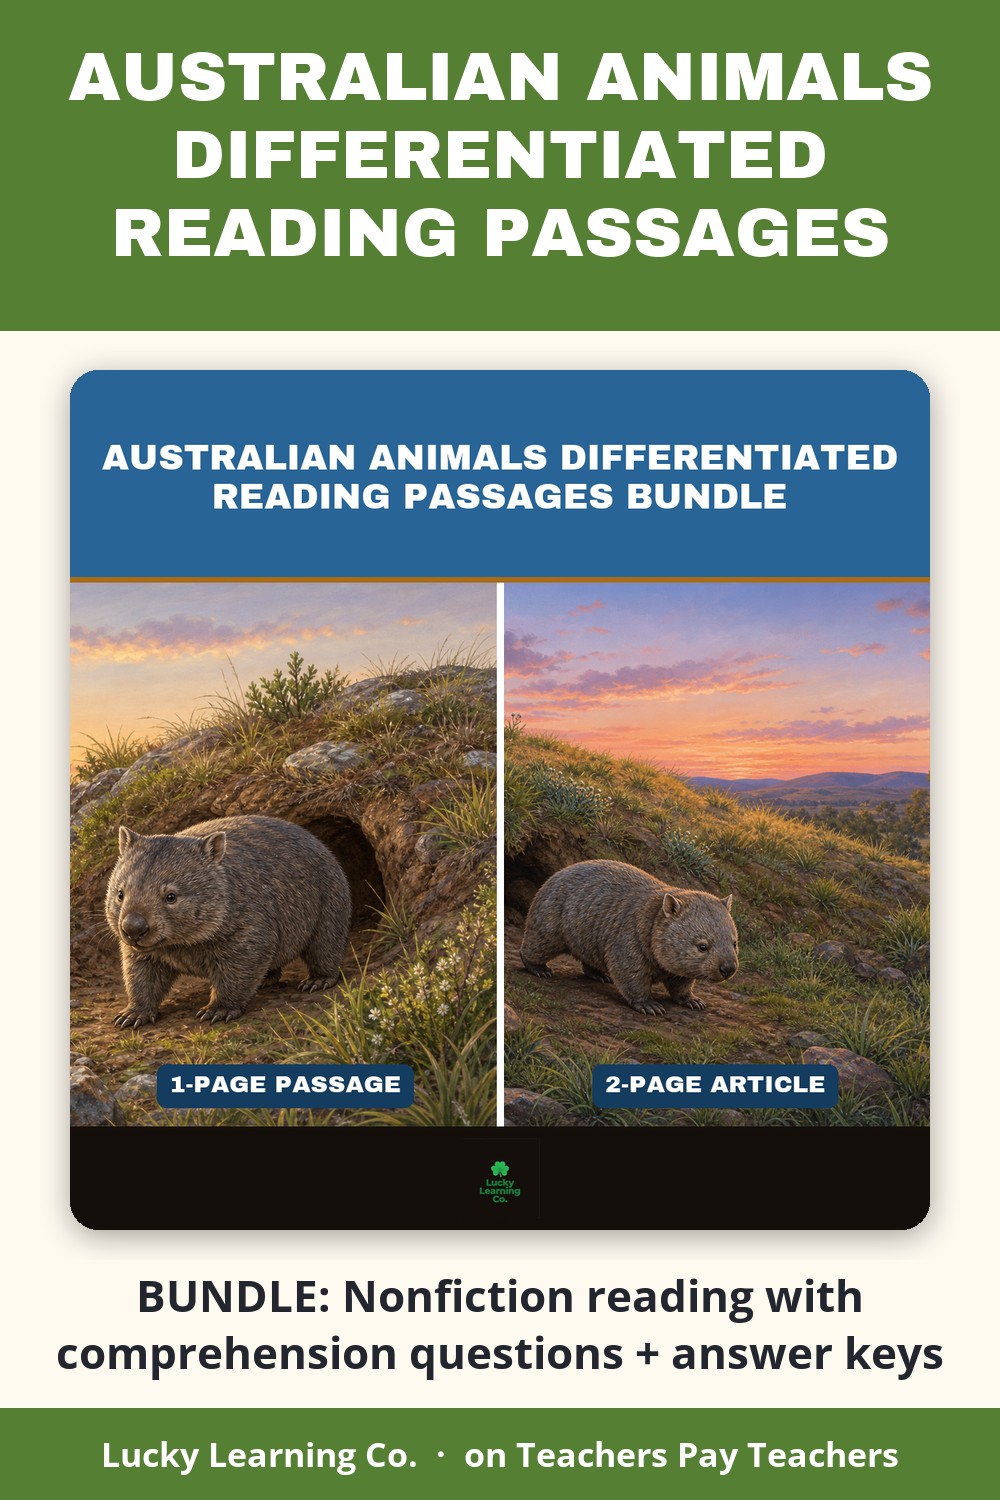 AUSTRALIAN ANIMALS
DIFFERENTIATED
READING PASSAGES
AUSTRALIAN ANIMALS DIFFERENTIATED
READING PASSAGES BUNDLE
1-PAGE PASSAGE
2-PAGE ARTICLE
Lucky
Learning
Co.
BUNDLE: Nonfiction reading with
comprehension questions + answer keys
Lucky Learning Co. · on Teachers Pay Teachers